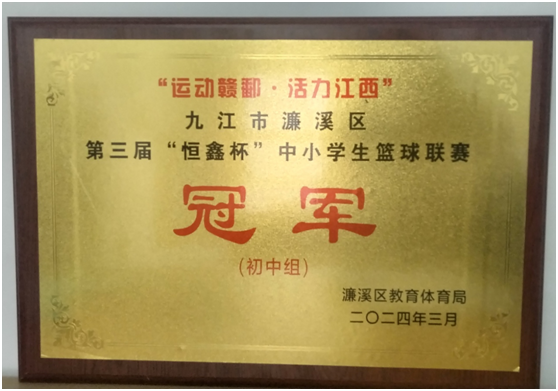 “运动赣鄱·活力江西”
九江市濂溪区
第三届“恒鑫杯”中小学生篮球联赛
冠军
(初中组)
濂溪区教育体育局
二〇二四年三月